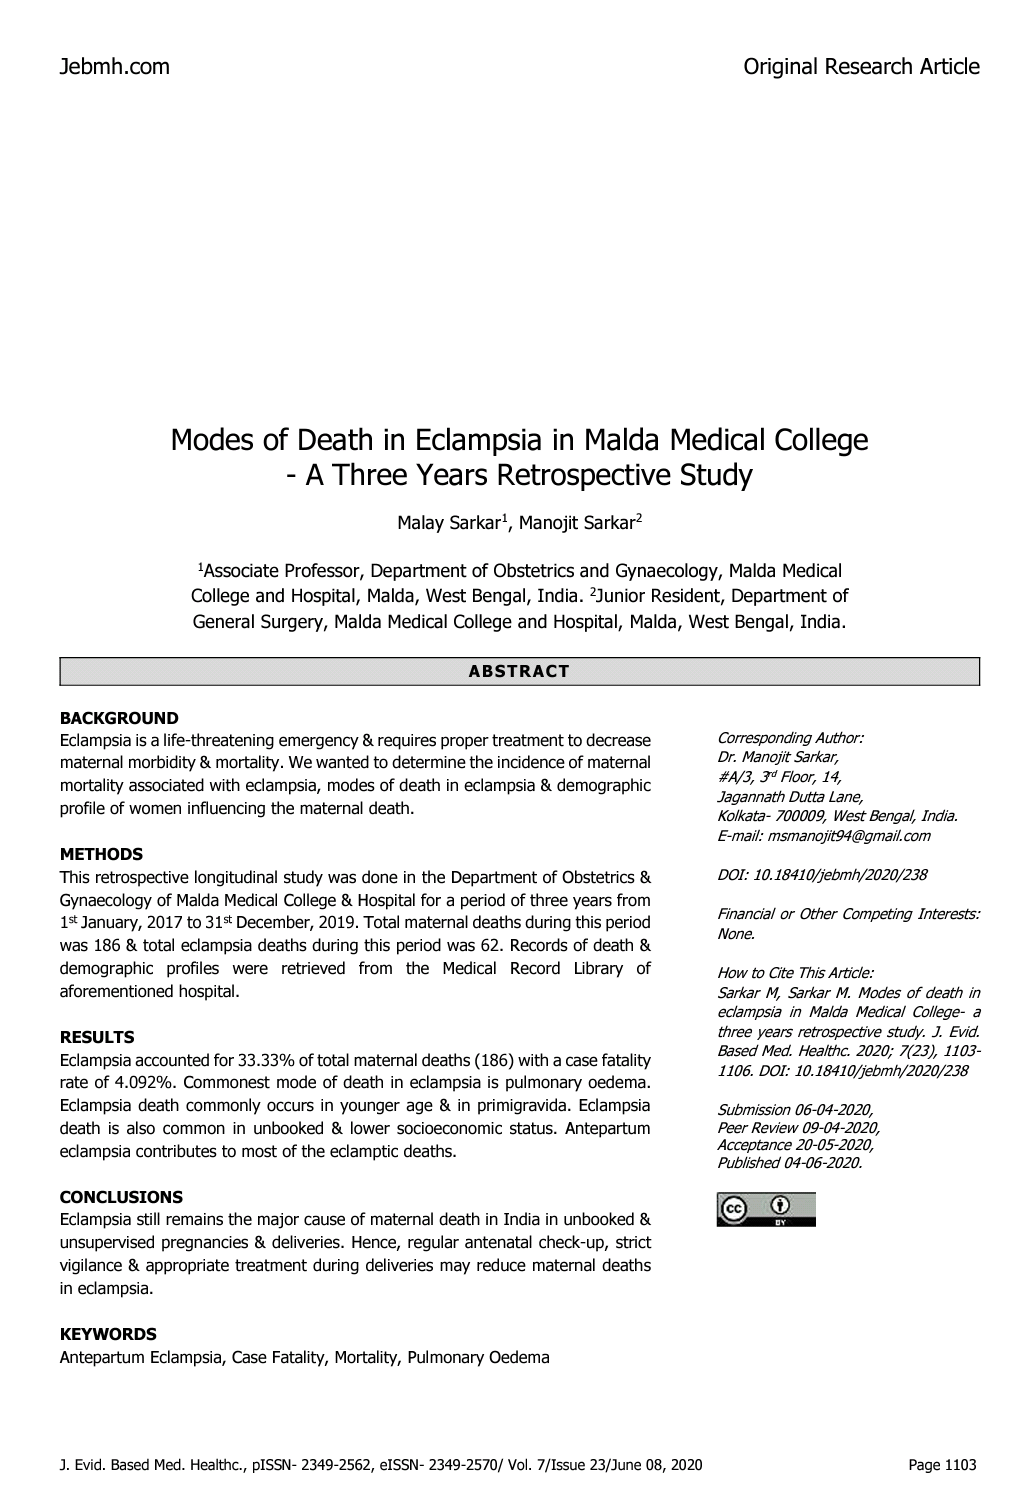 Jebmh.com
Original Research Article
Modes of Death in Eclampsia in Malda Medical College
- A Three Years Retrospective Study
Malay Sarkar1, Manojit Sarkar2
1Associate Professor, Department of Obstetrics and Gynaecology, Malda Medical
College and Hospital, Malda, West Bengal, India. 2Junior Resident, Department of
General Surgery, Malda Medical College and Hospital, Malda, West Bengal, India.
ABSTRACT
BACKGROUND
Eclampsia is a life-threatening emergency & requires proper treatment to decrease
maternal morbidity & mortality. We wanted to determine the incidence of maternal
mortality associated with eclampsia, modes of death in eclampsia & demographic
profile of women influencing the maternal death.
METHODS
This retrospective longitudinal study was done in the Department of Obstetrics &
Gynaecology of Malda Medical College & Hospital for a period of three years from
1st January, 2017 to 31st December, 2019. Total maternal deaths during this period
was 186 & total eclampsia deaths during this period was 62. Records of death &
demographic profiles were retrieved from the Medical Record Library of
aforementioned hospital.
RESULTS
Eclampsia accounted for 33.33% of total maternal deaths (186) with a case fatality
rate of 4.092%. Commonest mode of death in eclampsia is pulmonary oedema.
Eclampsia death commonly occurs in younger age & in primigravida. Eclampsia
death is also common in unbooked & lower socioeconomic status. Antepartum
eclampsia contributes to most of the eclamptic deaths.
CONCLUSIONS
Eclampsia still remains the major cause of maternal death in India in unbooked &
unsupervised pregnancies & deliveries. Hence, regular antenatal check-up, strict
vigilance & appropriate treatment during deliveries may reduce maternal deaths
in eclampsia.
KEYWORDS
Antepartum Eclampsia, Case Fatality, Mortality, Pulmonary Oedema
Corresponding Author:
Dr. Manojit Sarkar,
#A/3, 3rd Floor, 14,
Jagannath Dutta Lane,
Kolkata- 700009, West Bengal, India.
E-mail: msmanojit94@gmail.com
DOI: 10.18410/jebmh/2020/238
Financial or Other Competing Interests:
None.
How to Cite This Article:
Sarkar M, Sarkar M. Modes of death in
eclampsia in Malda Medical College- a
three years retrospective study. J. Evid.
Based Med. Healthc. 2020; 7(23), 1103-
1106. DOI: 10.18410/jebmh/2020/238
Submission 06-04-2020,
Peer Review 09-04-2020,
Acceptance 20-05-2020,
Published 04-06-2020.
cc
BY
J. Evid. Based Med. Healthc., pISSN- 2349-2562, eISSN- 2349-2570/ Vol. 7/Issue 23/June 08, 2020
Page 1103